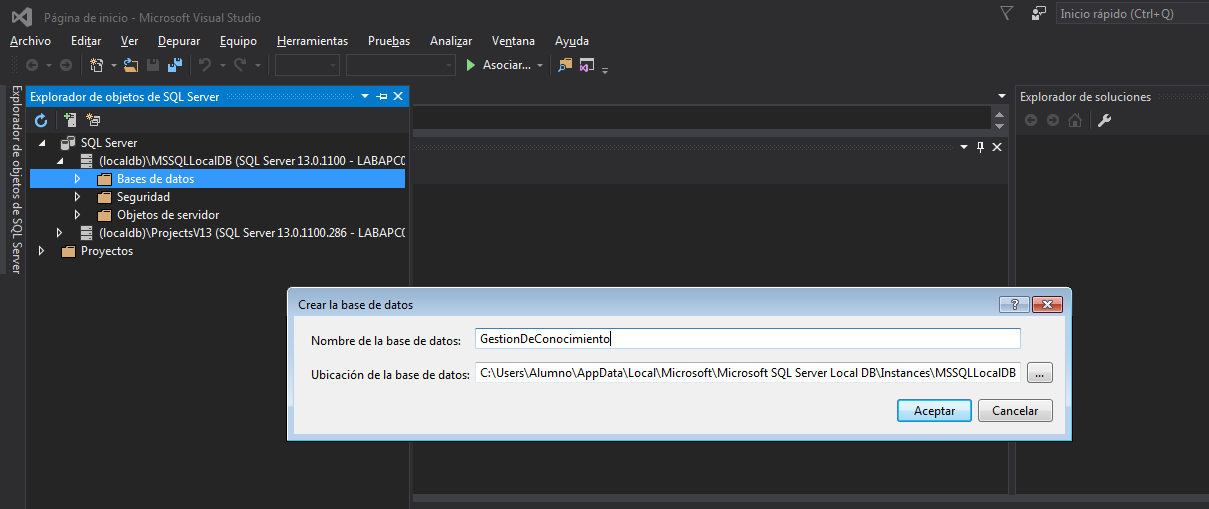 Página de inicio - Microsoft Visual Studio
Inicio rápido (Ctrl+Q)
Archivo Editar Ver Depurar Equipo Herramientas Pruebas Analizar Ventana Ayuda
Asociar...
Explorador de objetos de SQL Server
Explorador de objetos de SQL Server
Explorador de soluciones
SQL Server
(localdb)\MSSQLLocalDB (SQL Server 13.0.1100 - LABAPC0
Bases de datos
Seguridad
Objetos de servidor
(localdb)\ProjectsV13 (SQL Server 13.0.1100.286 - LABAPC0
Proyectos
Crear la base de datos
Nombre de la base de datos: GestionDeConocimiento
Ubicación de la base de datos: C:\Users\Alumno\AppData\Local\Microsoft\Microsoft SQL Server Local DB\Instances\MSSQLLocalDB ...
Aceptar Cancelar